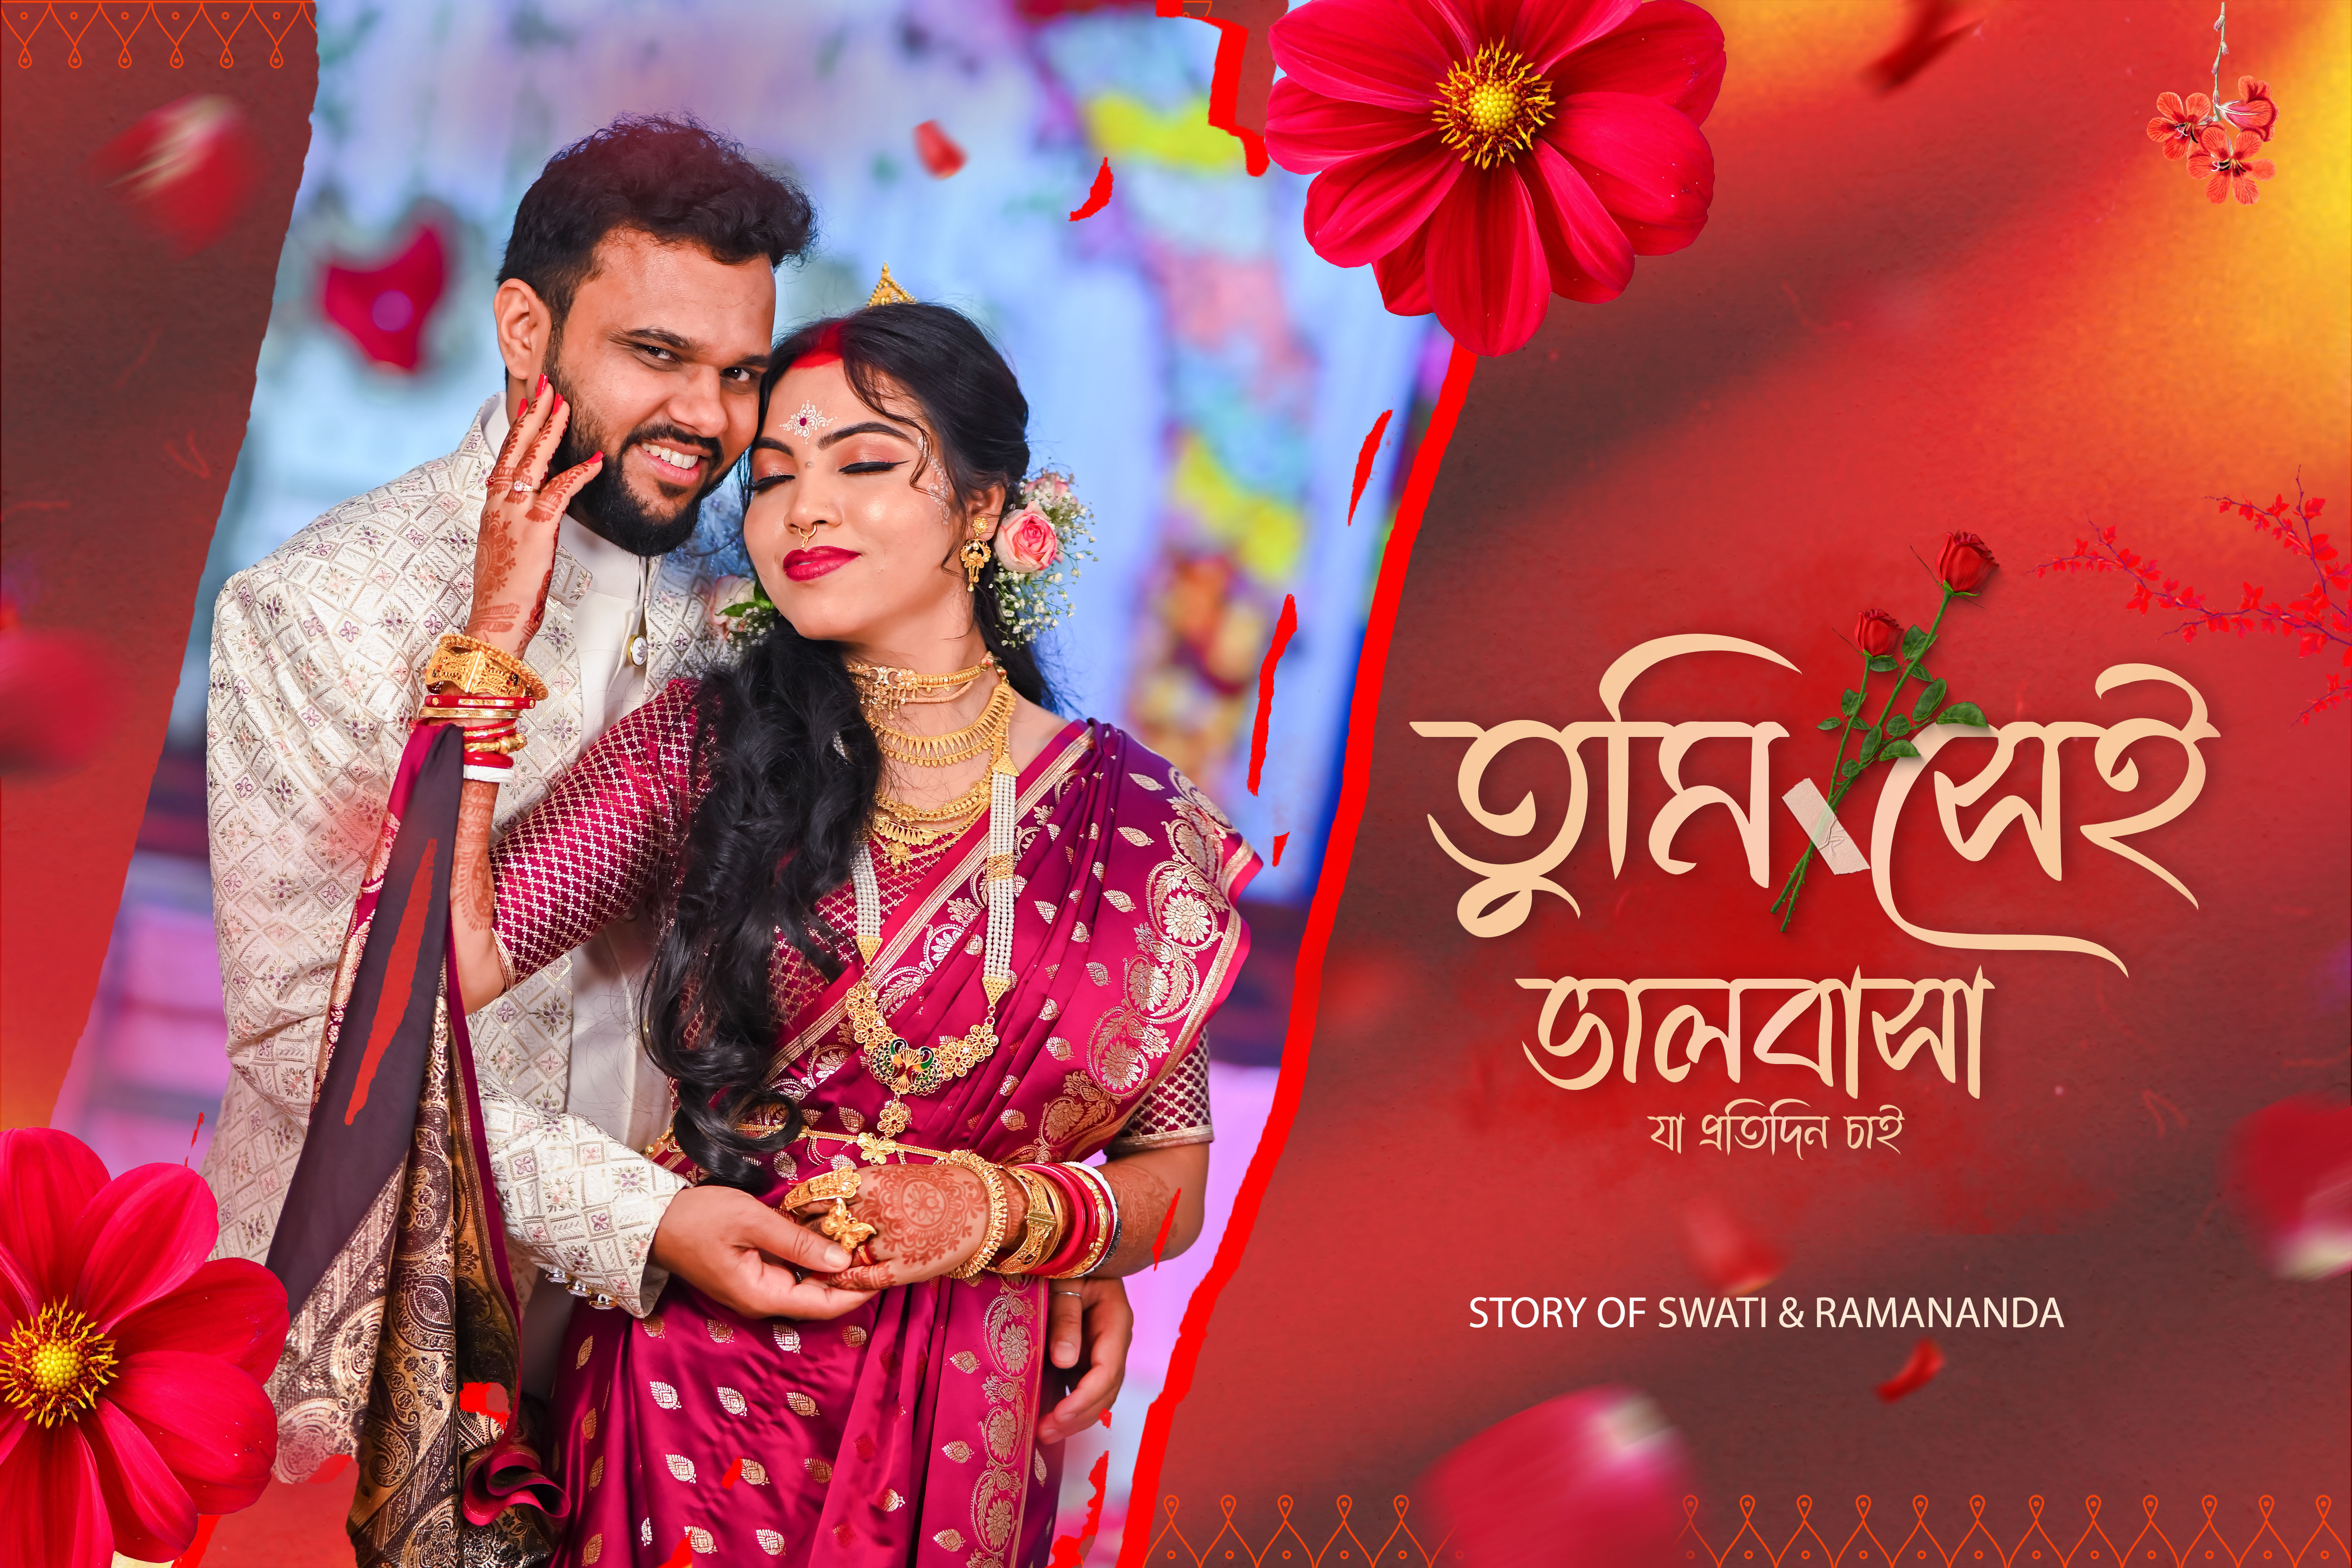 তুমি সেই
ভালবাসা
যা প্রতিদিন চাই
STORY OF SWATI & RAMANANDA